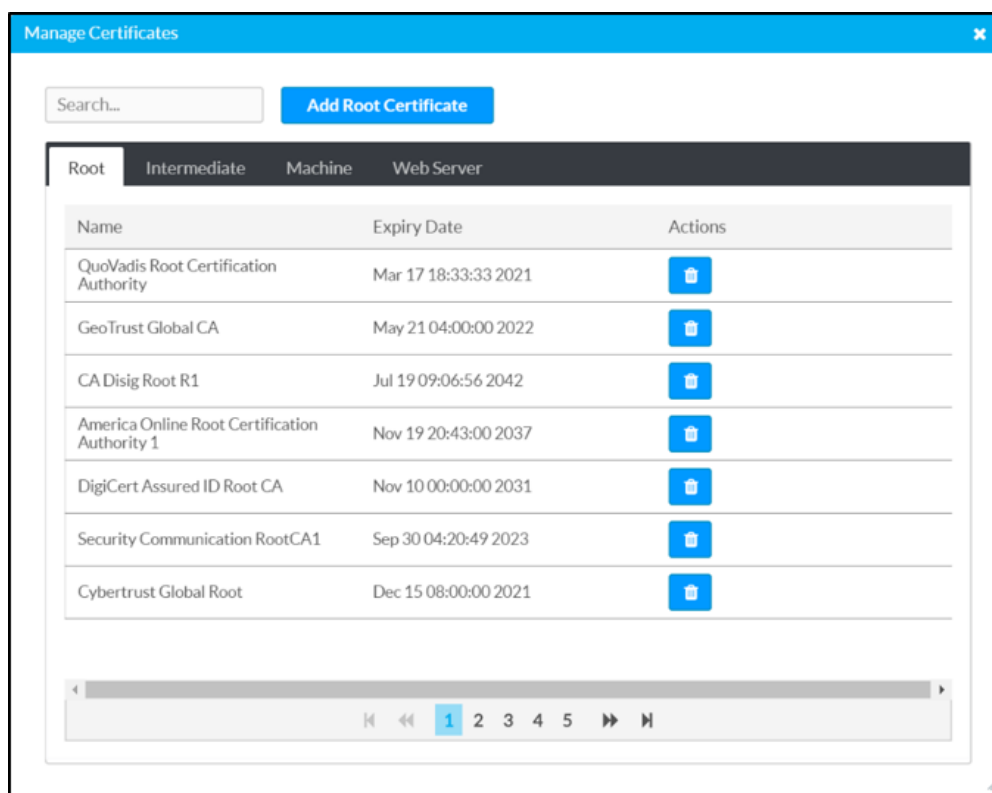 Manage Certificates
Search...
Add Root Certificate
Root Intermediate Machine Web Server
Name Expiry Date Actions
QuoVadis Root Certification
Authority
Mar 17 18:33:33 2021
GeoTrust Global CA May 21 04:00:00 2022
CA Disig Root R1 Jul 19 09:06:56 2042
America Online Root Certification
Authority 1
Nov 19 20:43:00 2037
DigiCert Assured ID Root CA Nov 10 00:00:00 2031
Security Communication RootCA1 Sep 30 04:20:49 2023
Cybertrust Global Root Dec 15 08:00:00 2021
1 2 3 4 5